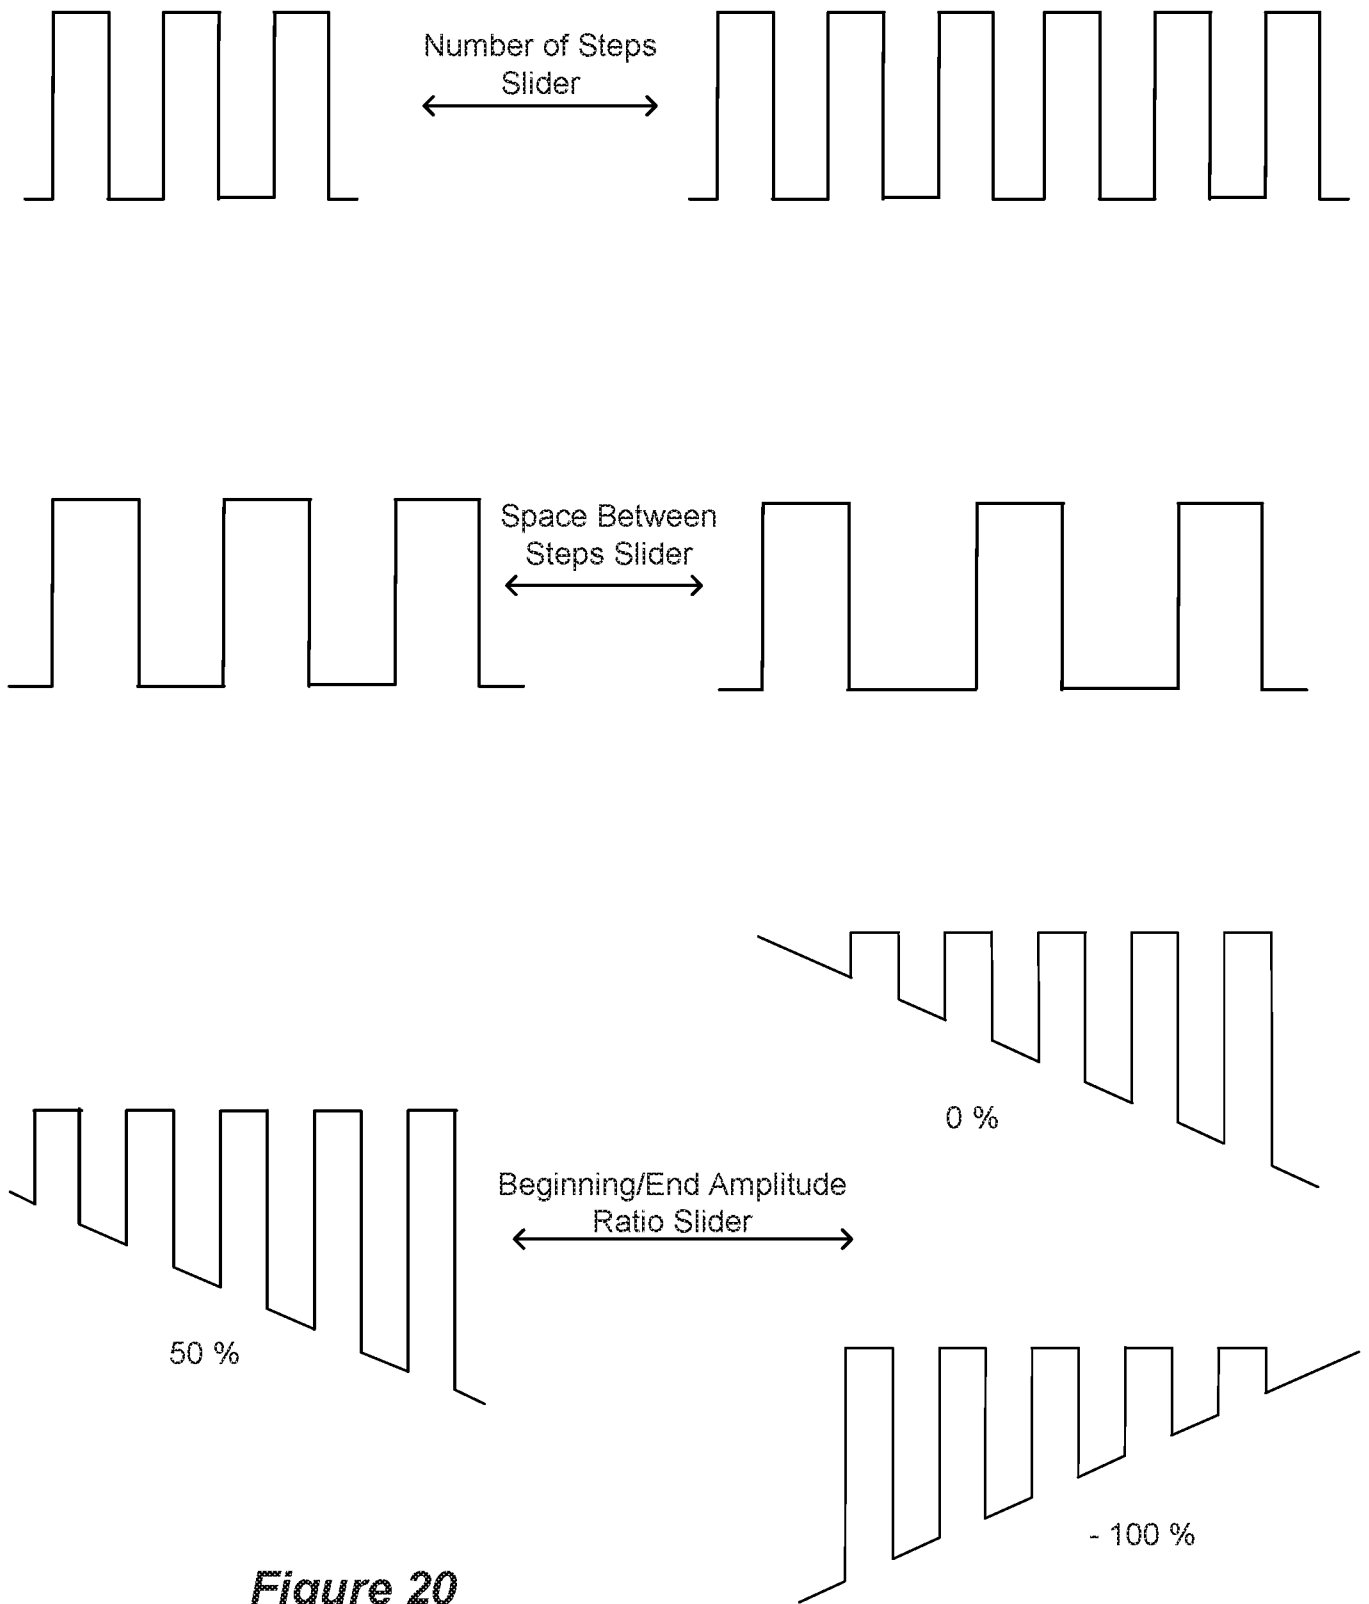 Number of Steps
Slider
Space Between
Steps Slider
0 %
Beginning/End Amplitude
Ratio Slider
50 %
- 100 %
Figure 20